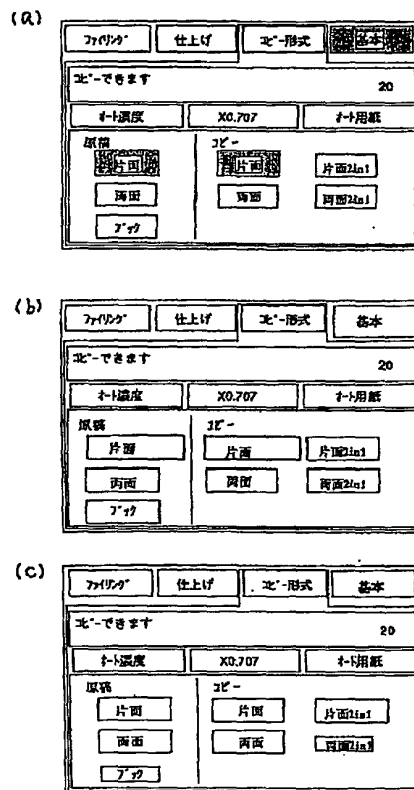 (a)
ファイリング 仕上げ コピー形式 基本
コピーできます
20
オート濃度 X0.707 オート用紙
原稿 コピー
片面 片面 片面2in1
両面 両面 両面2in1
ブック
(b)
ファイリング 仕上げ コピー形式 基本
コピーできます
20
オート濃度 X0.707 オート用紙
原稿 コピー
片面 片面 片面2in1
両面 両面 両面2in1
ブック
(c)
ファイリング 仕上げ コピー形式 基本
コピーできます
20
オート濃度 X0.707 オート用紙
原稿 コピー
片面 片面 片面2in1
両面 両面 両面2in1
ブック